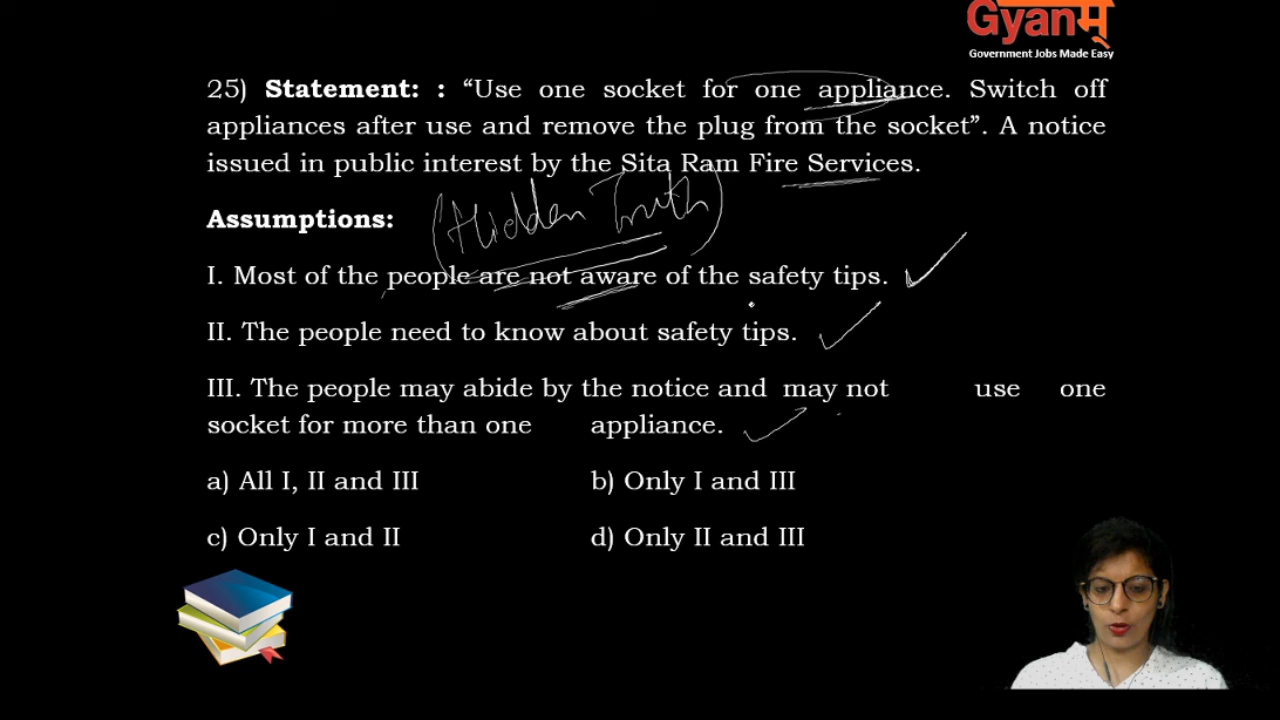 Gyanम्
Government Jobs Made Easy
25) Statement: : “Use one socket for one appliance. Switch off
appliances after use and remove the plug from the socket”. A notice
issued in public interest by the Sita Ram Fire Services.
(Hidden Truth)
Assumptions:
I. Most of the people are not aware of the safety tips.
II. The people need to know about safety tips.
III. The people may abide by the notice and may not use one
socket for more than one appliance.
a) All I, II and III b) Only I and III
c) Only I and II d) Only II and III